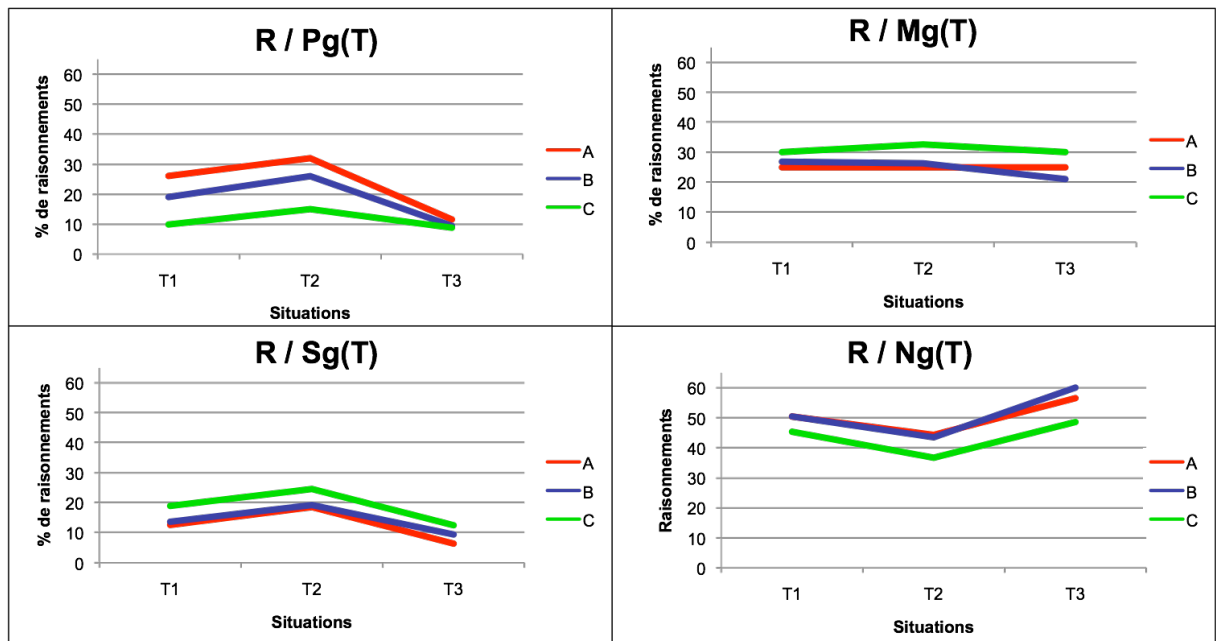 R / Pg(T)
% de raisonnements
60
50
40
30
20
10
0
T1 T2 T3
Situations
A
B
C
R / Mg(T)
% de raisonnements
60
50
40
30
20
10
0
T1 T2 T3
Situations
A
B
C
R / Sg(T)
% de raisonnements
60
50
40
30
20
10
0
T1 T2 T3
Situations
A
B
C
R / Ng(T)
Raisonnements
60
50
40
30
20
10
0
T1 T2 T3
Situations
A
B
C